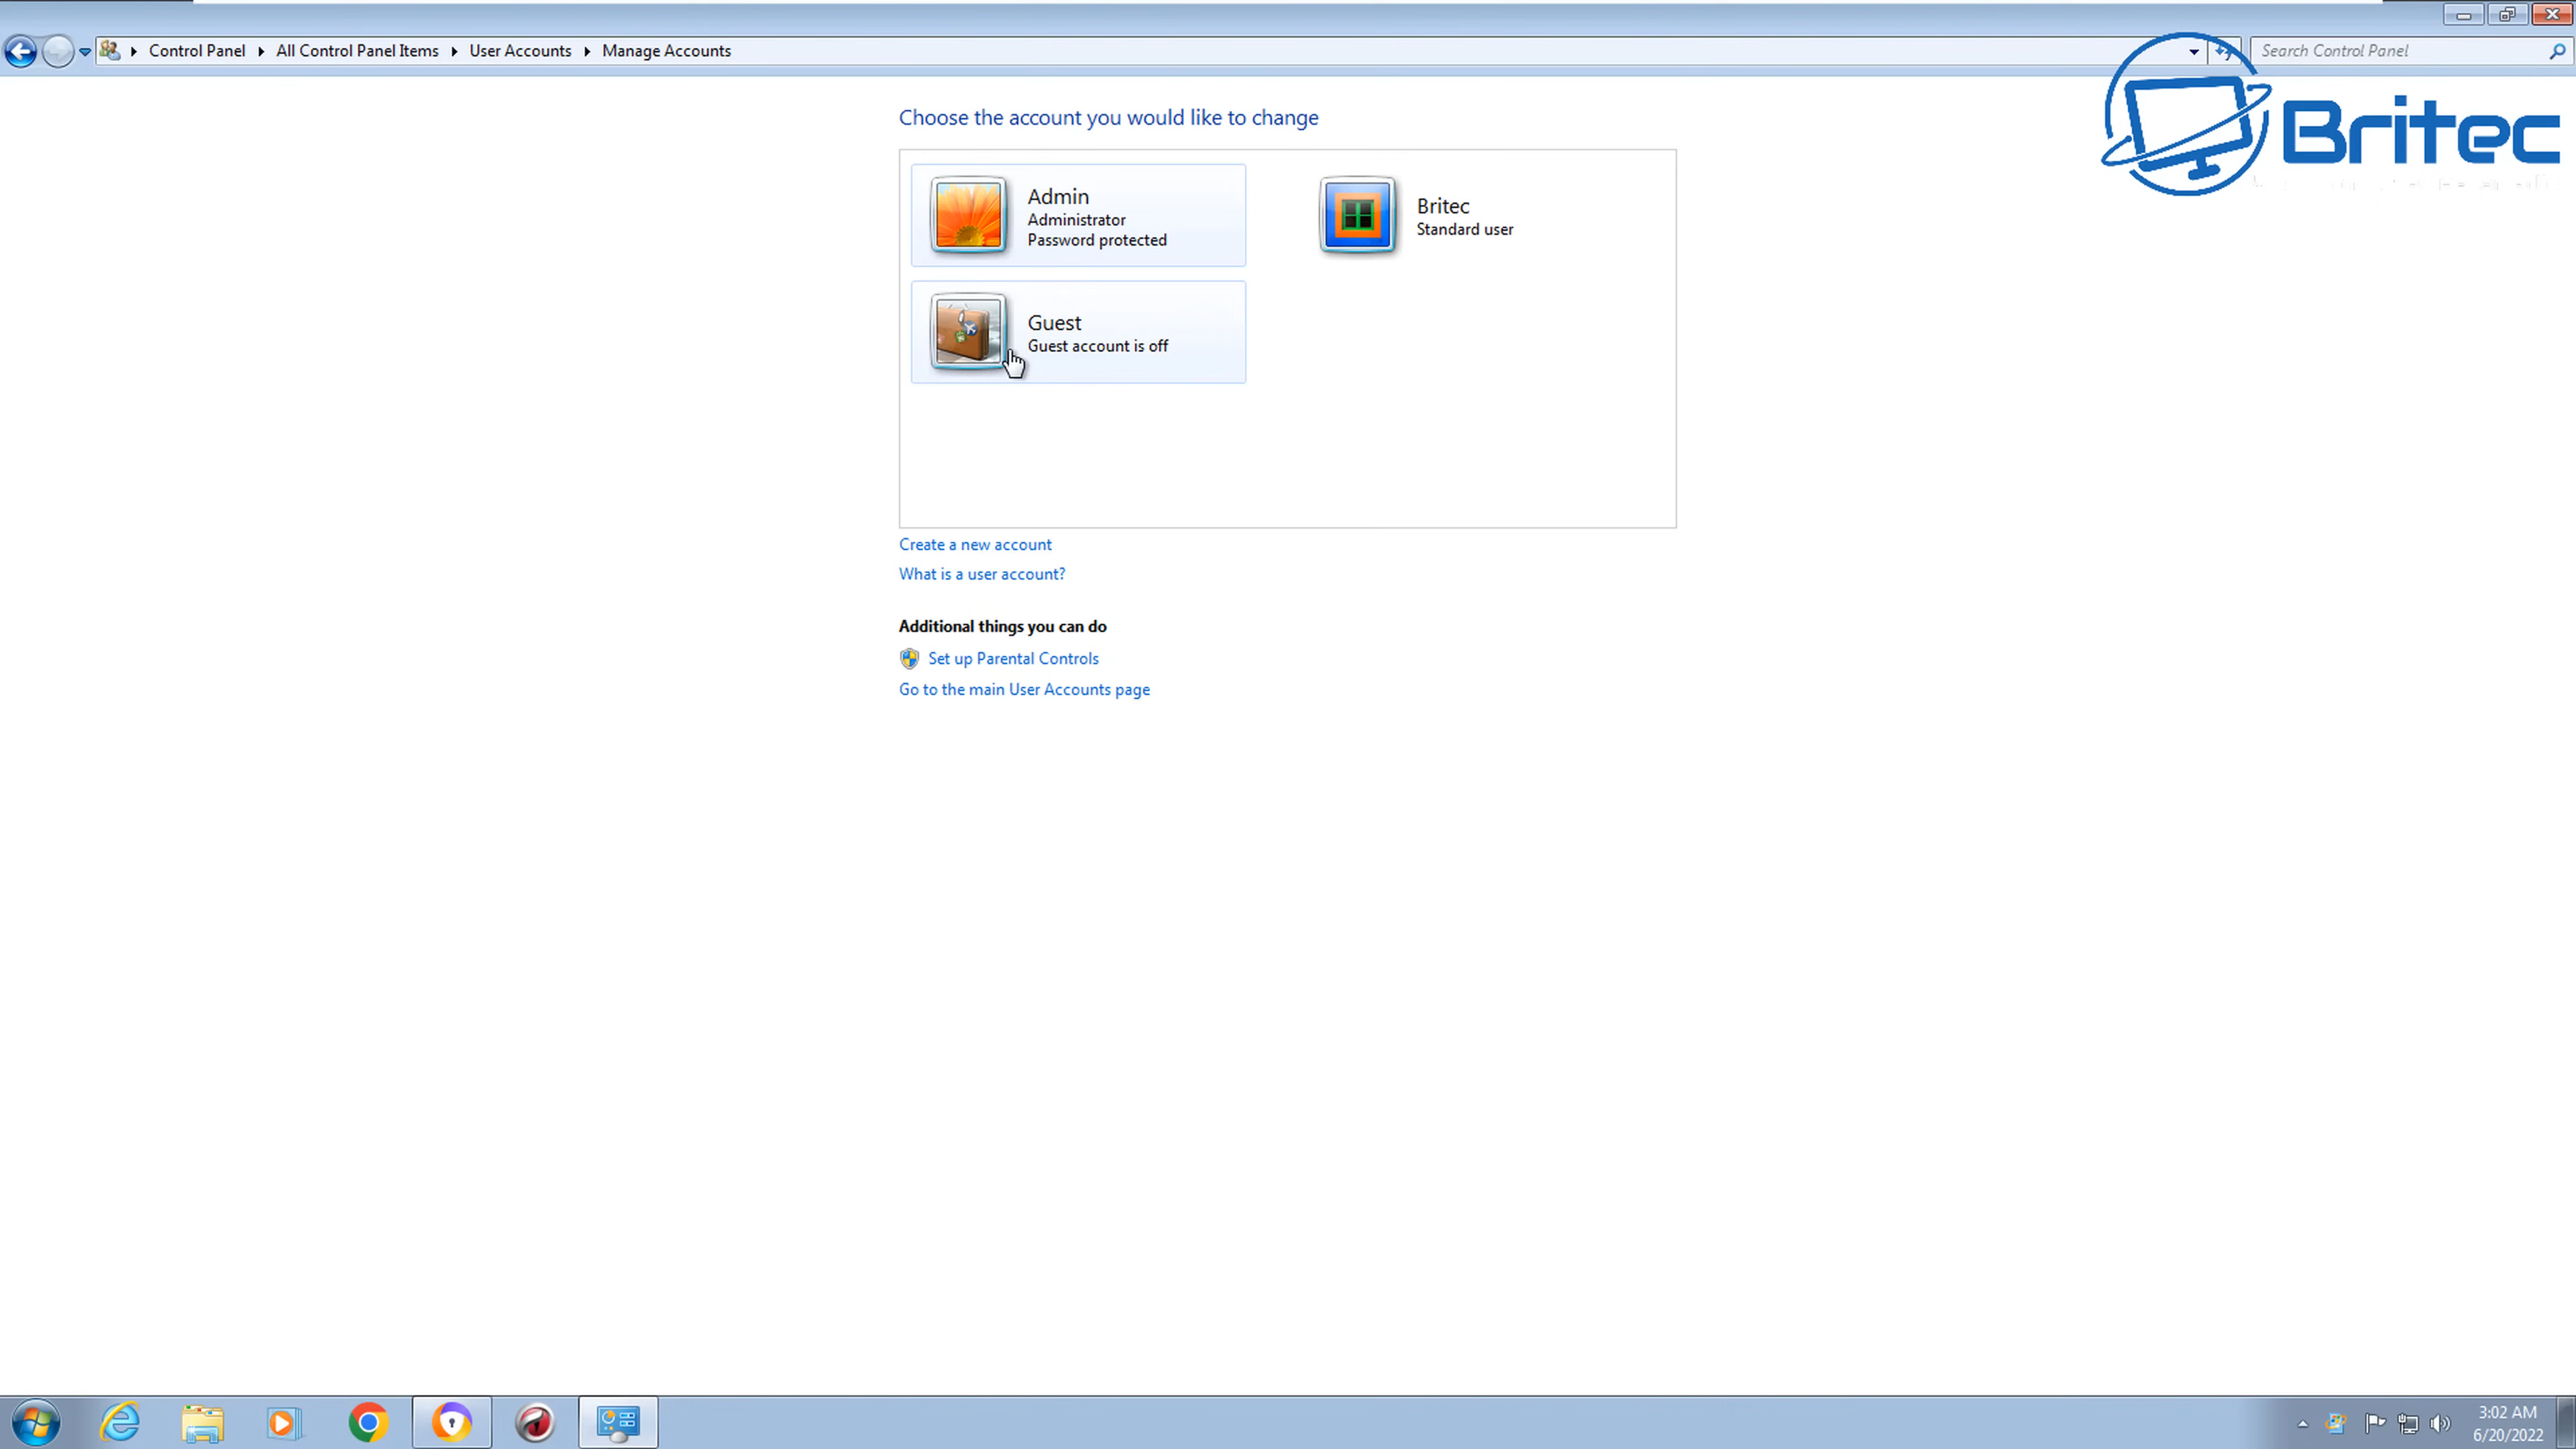 Control Panel All Control Panel Items User Accounts Manage Accounts
Search Control Panel
Britec
Choose the account you would like to change
Admin
Administrator
Password protected
Britec
Standard user
Guest
Guest account is off
Create a new account
What is a user account?
Additional things you can do
Set up Parental Controls
Go to the main User Accounts page
3:02 AM
6/20/2022